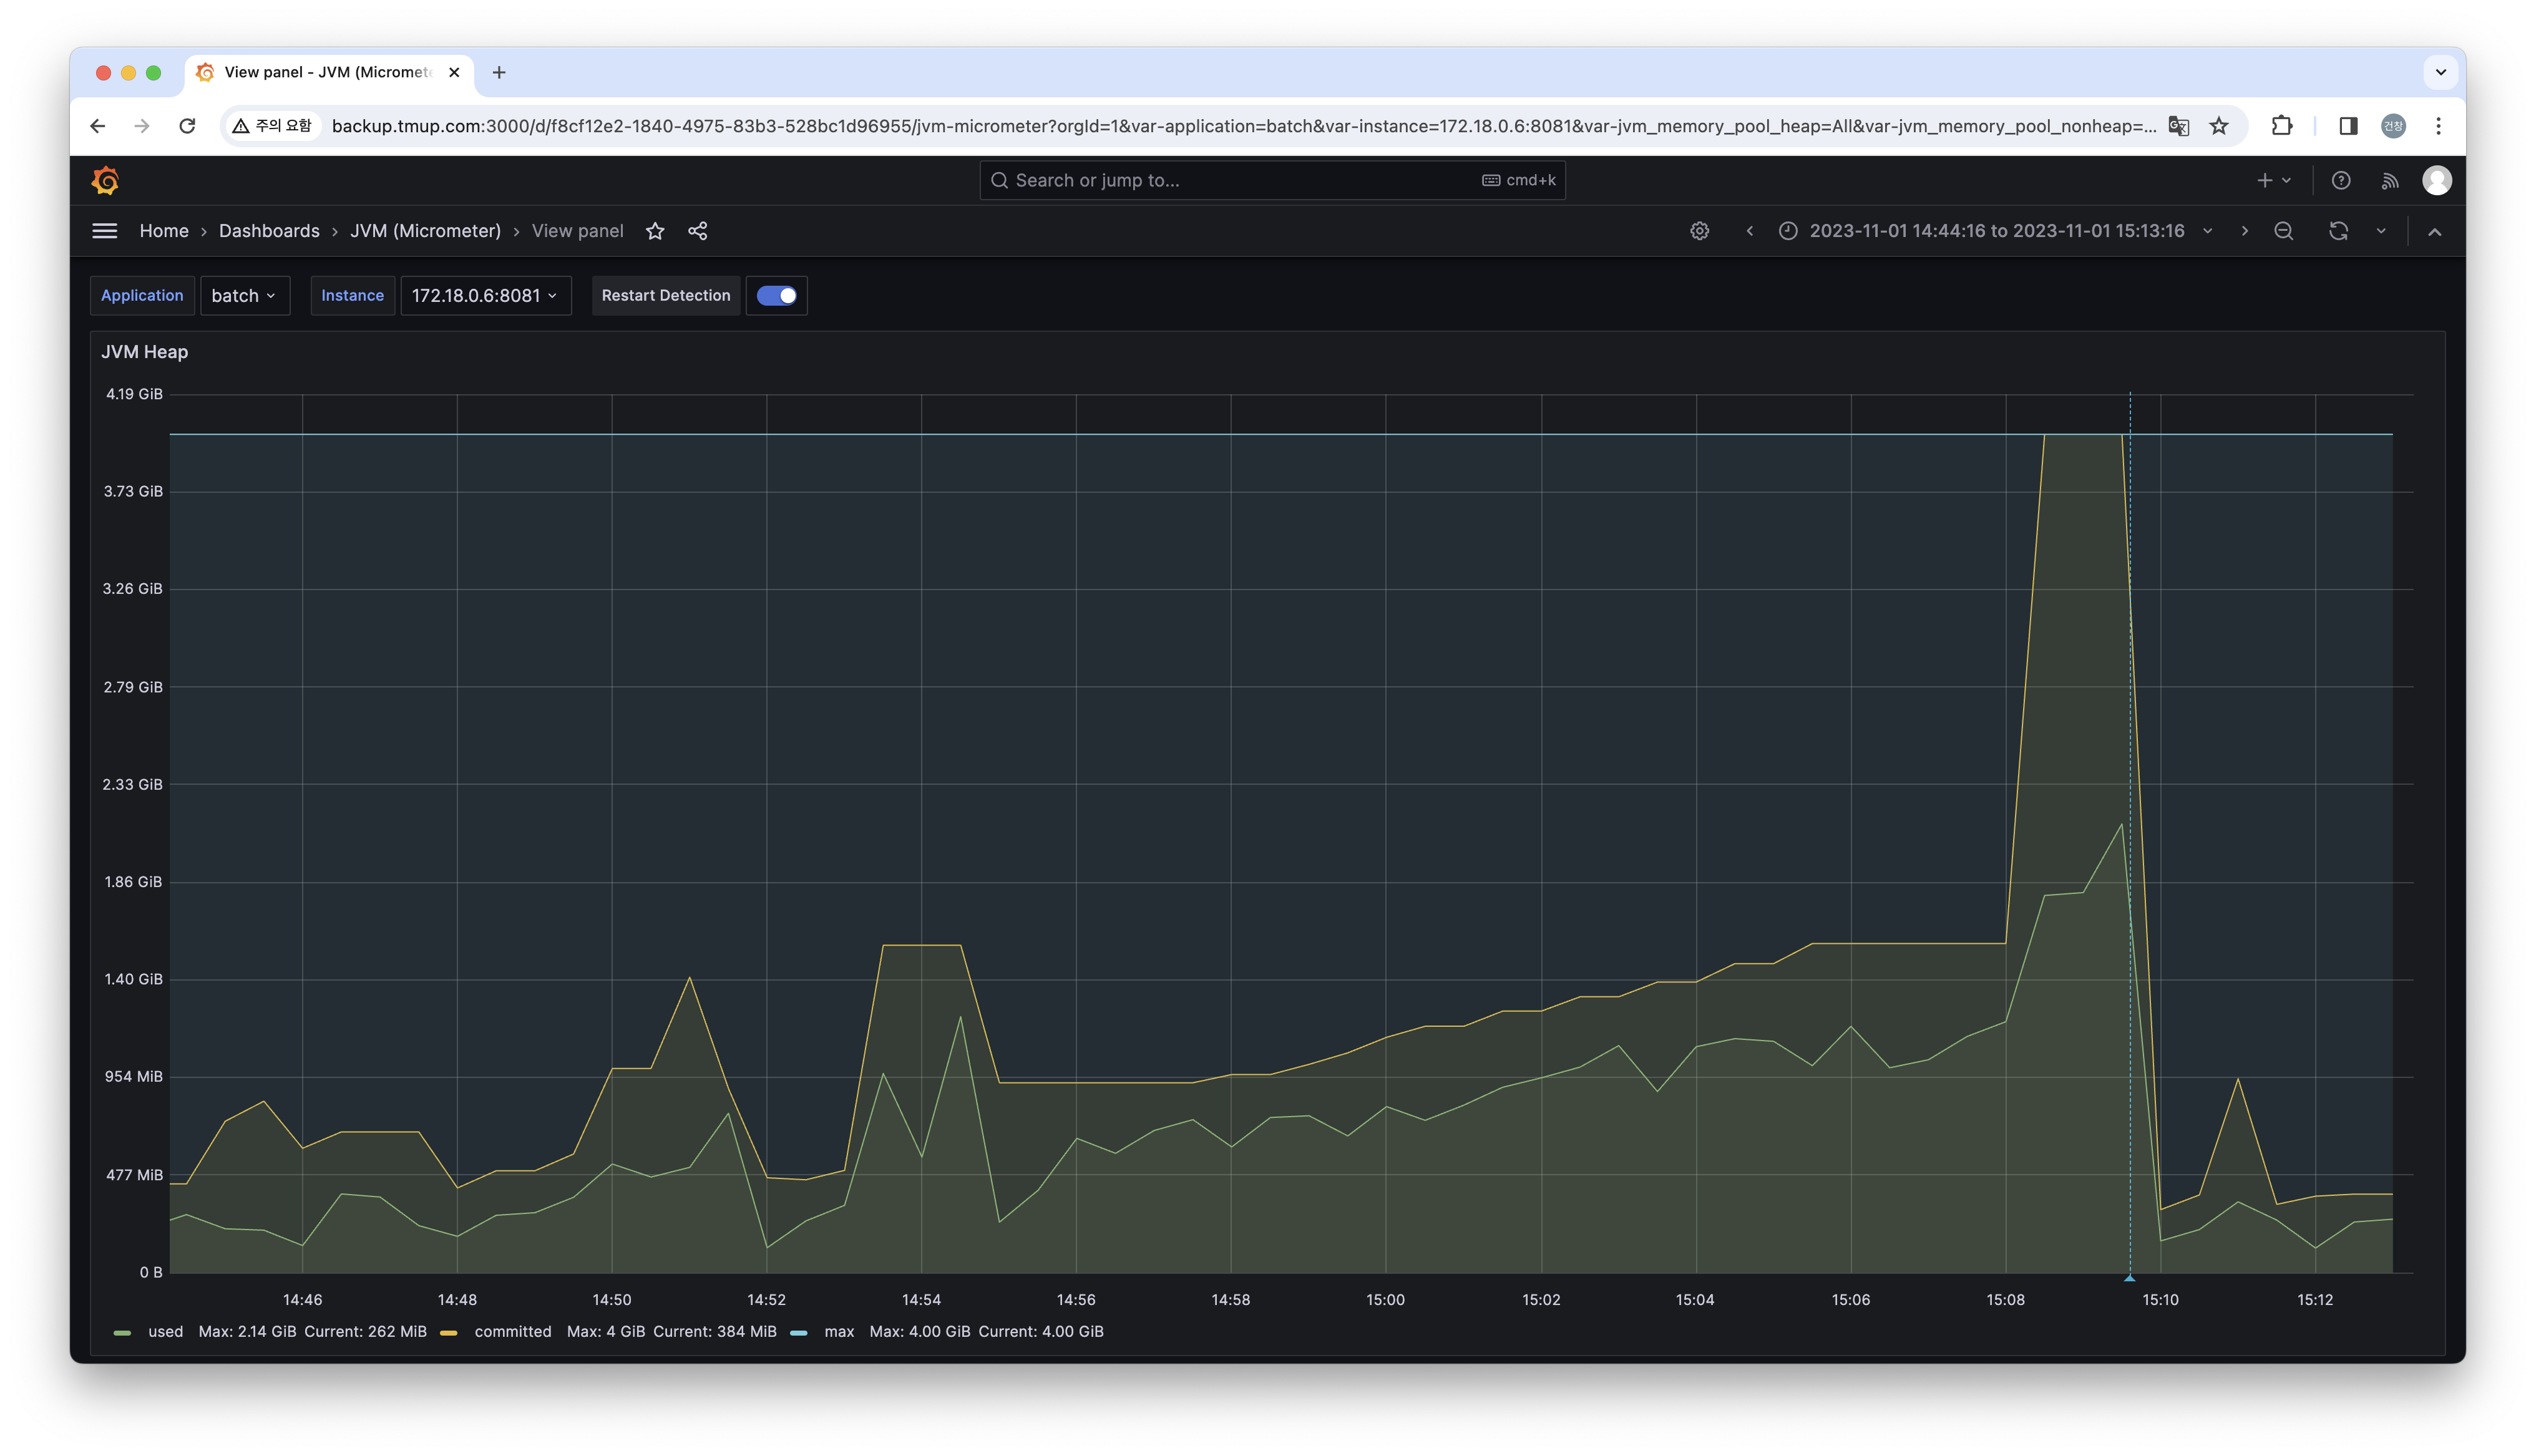 View panel - JVM (Micromet
주의 요함 backup.tmup.com:3000/d/f8cf12e2-1840-4975-83b3-528bc1d96955/jvm-micrometer?orgId=1&var-application=batch&var-instance=172.18.0.6:8081&var-jvm_memory_pool_heap=All&var-jvm_memory_pool_nonheap=... 건창
Search or jump to... cmd+k
Home › Dashboards › JVM (Micrometer) › View panel 2023-11-01 14:44:16 to 2023-11-01 15:13:16
Application batch Instance 172.18.0.6:8081 Restart Detection
JVM Heap
4.19 GiB
3.73 GiB
3.26 GiB
2.79 GiB
2.33 GiB
1.86 GiB
1.40 GiB
954 MiB
477 MiB
0 B
14:46 14:48 14:50 14:52 14:54 14:56 14:58 15:00 15:02 15:04 15:06 15:08 15:10 15:12
used Max: 2.14 GiB Current: 262 MiB committed Max: 4 GiB Current: 384 MiB max Max: 4.00 GiB Current: 4.00 GiB